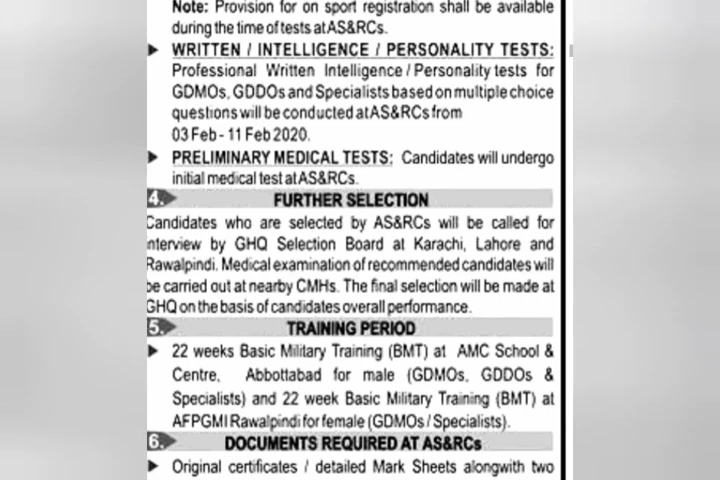 Note: Provision for on sport registration shall be available
during the time of tests at AS&RCs.
WRITTEN / INTELLIGENCE / PERSONALITY TESTS:
Professional Written Intelligence / Personality tests for
GDMOs, GDDOs and Specialists based on multiple choice
questions will be conducted at AS&RCs from
03 Feb - 11 Feb 2020.
PRELIMINARY MEDICAL TESTS: Candidates will undergo
initial medical test at AS&RCs.
4. FURTHER SELECTION
Candidates who are selected by AS&RCs will be called for
interview by GHQ Selection Board at Karachi, Lahore and
Rawalpindi. Medical examination of recommended candidates will
be carried out at nearby CMHs. The final selection will be made at
GHQ on the basis of candidates overall performance.
5. TRAINING PERIOD
22 weeks Basic Military Training (BMT) at AMC School &
Centre, Abbottabad for male (GDMOs, GDDOs &
Specialists) and 22 week Basic Military Training (BMT) at
AFPGMI Rawalpindi for female (GDMOs / Specialists).
6. DOCUMENTS REQUIRED AT AS&RCs
Original certificates / detailed Mark Sheets alongwith two